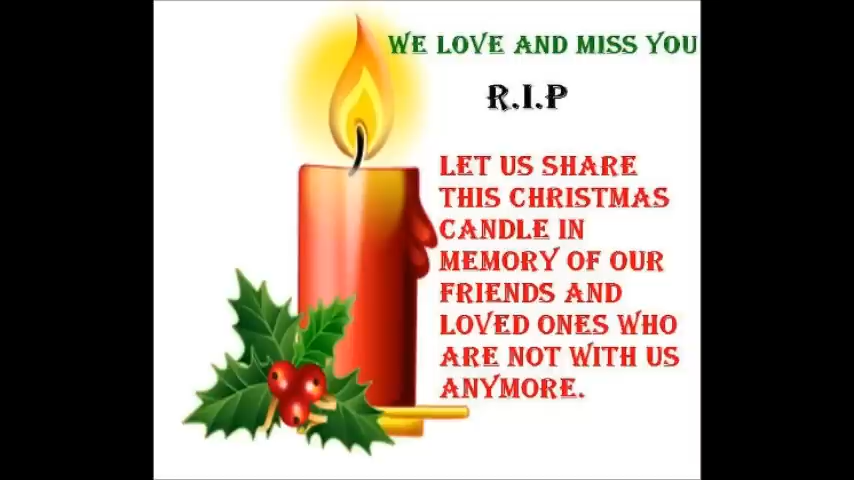 WE LOVE AND MISS YOU
R.I.P
LET US SHARE
THIS CHRISTMAS
CANDLE IN
MEMORY OF OUR
FRIENDS AND
LOVED ONES WHO
ARE NOT WITH US
ANYMORE.